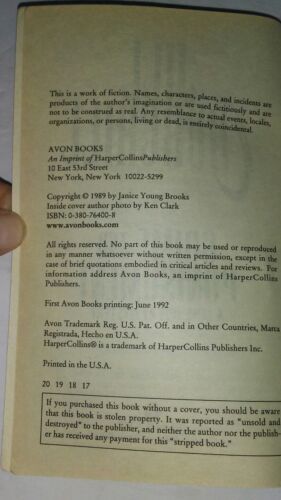 This is a work of fiction. Names, characters, places, and incidents are
products of the author's imagination or are used fictitiously and are
not to be construed as real. Any resemblance to actual events, locales,
organizations, or persons, living or dead, is entirely coincidental.
AVON BOOKS
An Imprint of HarperCollinsPublishers
10 East 53rd Street
New York, New York 10022-5299
Copyright © 1989 by Janice Young Brooks
Inside cover author photo by Ken Clark
ISBN: 0-380-76400-8
www.avonbooks.com
All rights reserved. No part of this book may be used or reproduced
in any manner whatsoever without written permission, except in the
case of brief quotations embodied in critical articles and reviews. For
information address Avon Books, an imprint of HarperCollins
Publishers.
First Avon Books printing: June 1992
Avon Trademark Reg. U.S. Pat. Off. and in Other Countries, Marca
Registrada, Hecho en U.S.A.
HarperCollins® is a trademark of HarperCollins Publishers Inc.
Printed in the U.S.A.
20 19 18 17
If you purchased this book without a cover, you should be aware
that this book is stolen property. It was reported as "unsold and
destroyed" to the publisher, and neither the author nor the publish-
er has received any payment for this "stripped book."